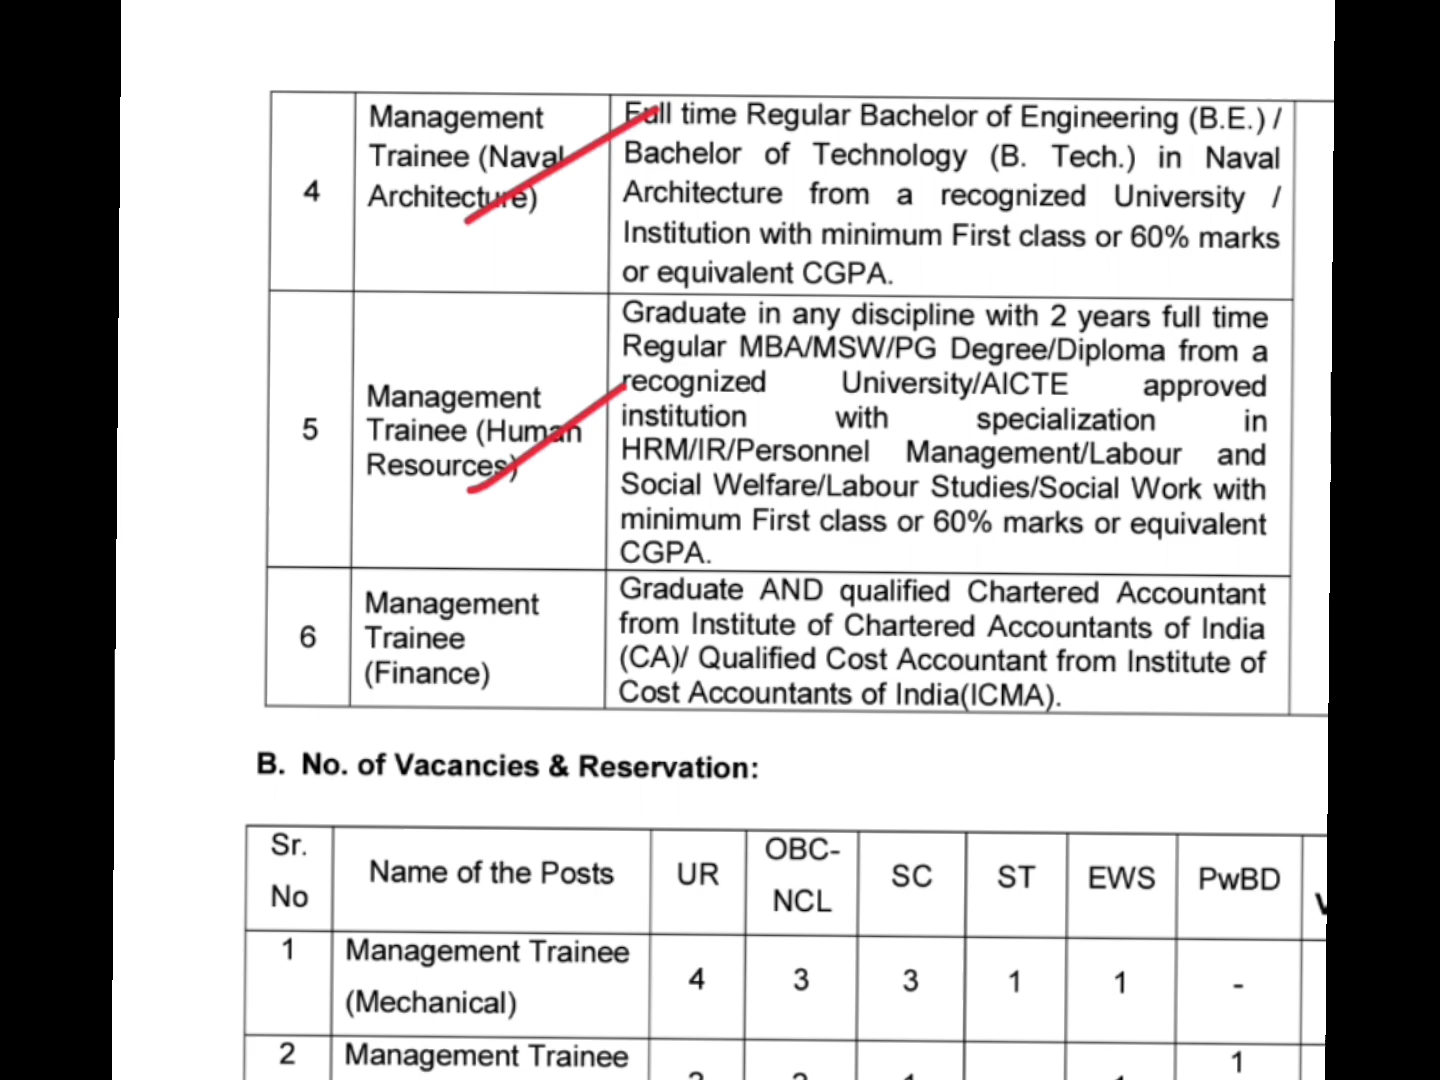 4
Management
Trainee (Naval
Architecture)
Full time Regular Bachelor of Engineering (B.E.) /
Bachelor of Technology (B. Tech.) in Naval
Architecture from a recognized University /
Institution with minimum First class or 60% marks
or equivalent CGPA.
5
Management
Trainee (Human
Resources)
Graduate in any discipline with 2 years full time
Regular MBA/MSW/PG Degree/Diploma from a
recognized University/AICTE approved
institution with specialization in
HRM/IR/Personnel Management/Labour and
Social Welfare/Labour Studies/Social Work with
minimum First class or 60% marks or equivalent
CGPA.
6
Management
Trainee
(Finance)
Graduate AND qualified Chartered Accountant
from Institute of Chartered Accountants of India
(CA)/ Qualified Cost Accountant from Institute of
Cost Accountants of India(ICMA).
B. No. of Vacancies & Reservation:
Sr.
No
Name of the Posts
UR
OBC-
NCL
SC
ST
EWS
PwBD
1
Management Trainee
(Mechanical)
4
3
3
1
1
-
2
Management Trainee
1